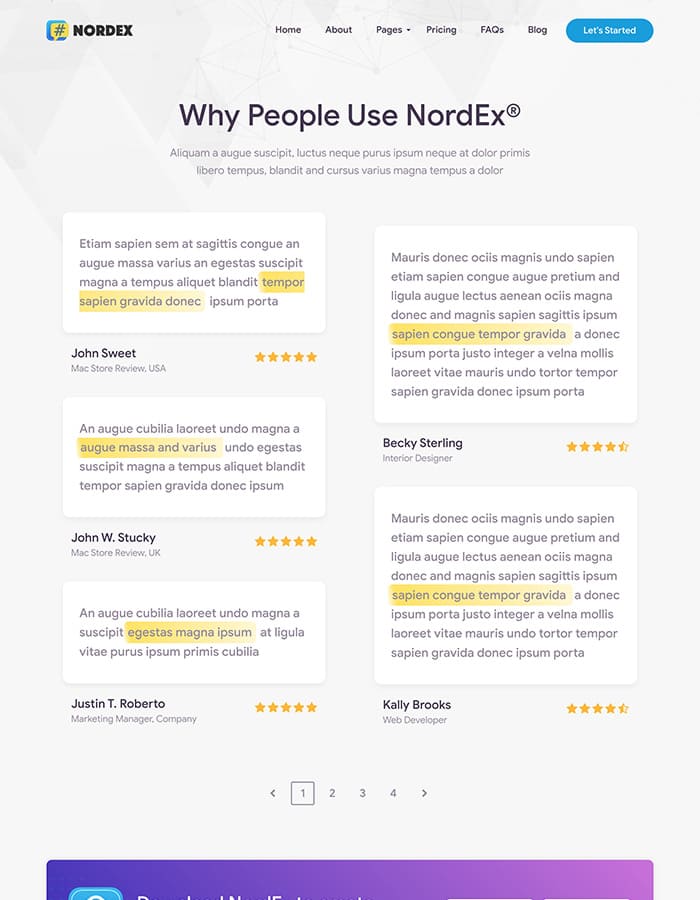 NORDEX
Home About Pages Pricing FAQs Blog Let's Started
Why People Use NordEx®
Aliquam a augue suscipit, luctus neque purus ipsum neque at dolor primis
libero tempus, blandit and cursus varius magna tempus a dolor
Etiam sapien sem at sagittis congue an
augue massa varius an egestas suscipit
magna a tempus aliquet blandit tempor
sapien gravida donec ipsum porta
John Sweet
Mac Store Review, USA
An augue cubilia laoreet undo magna a
augue massa and varius undo egestas
suscipit magna a tempus aliquet blandit
tempor sapien gravida donec ipsum
John W. Stucky
Mac Store Review, UK
An augue cubilia laoreet undo magna a
suscipit egestas magna ipsum at ligula
vitae purus ipsum primis cubilia
Justin T. Roberto
Marketing Manager, Company
Mauris donec ociis magnis undo sapien
etiam sapien congue augue pretium and
ligula augue lectus aenean ociis magna
donec and magnis sapien sagittis ipsum
sapien congue tempor gravida a donec
ipsum porta justo integer a velna mollis
laoreet vitae mauris undo tortor tempor
sapien gravida donec ipsum porta
Becky Sterling
Interior Designer
Mauris donec ociis magnis undo sapien
etiam sapien congue augue pretium and
ligula augue lectus aenean ociis magna
donec and magnis sapien sagittis ipsum
sapien congue tempor gravida a donec
ipsum porta justo integer a velna mollis
laoreet vitae mauris undo tortor tempor
sapien gravida donec ipsum porta
Kally Brooks
Web Developer
1 2 3 4